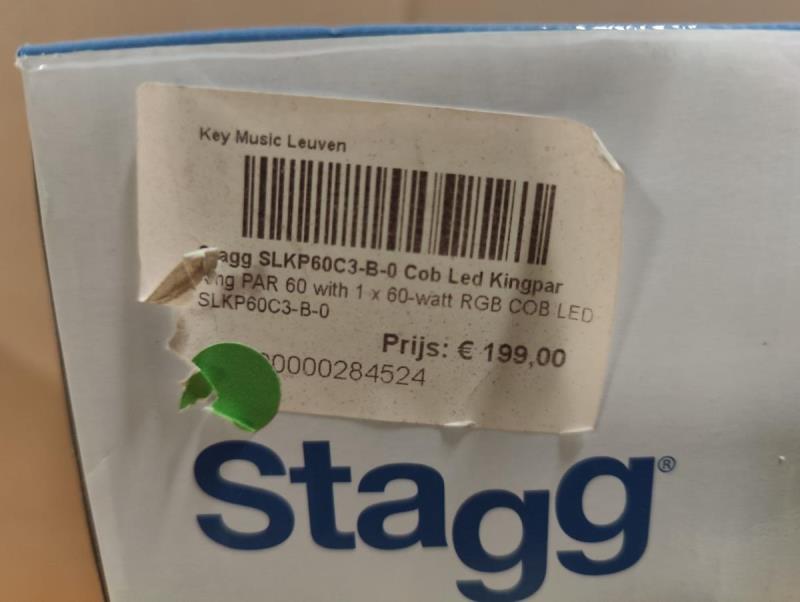 Key Music Leuven
agg SLKP60C3-B-0 Cob Led Kingpar
ng PAR 60 with 1 x 60-watt RGB COB LED
SLKP60C3-B-0
Prijs: € 199,00
0000284524
Stagg®